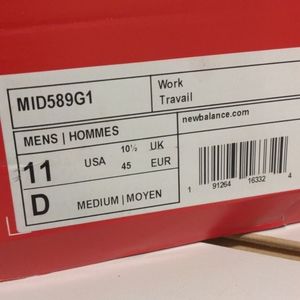 MID589G1
Work
Travail
MENS | HOMMES
newbalance.com
11 USA 10½ UK
45 EUR
D MEDIUM | MOYEN
1 91264 16332 4